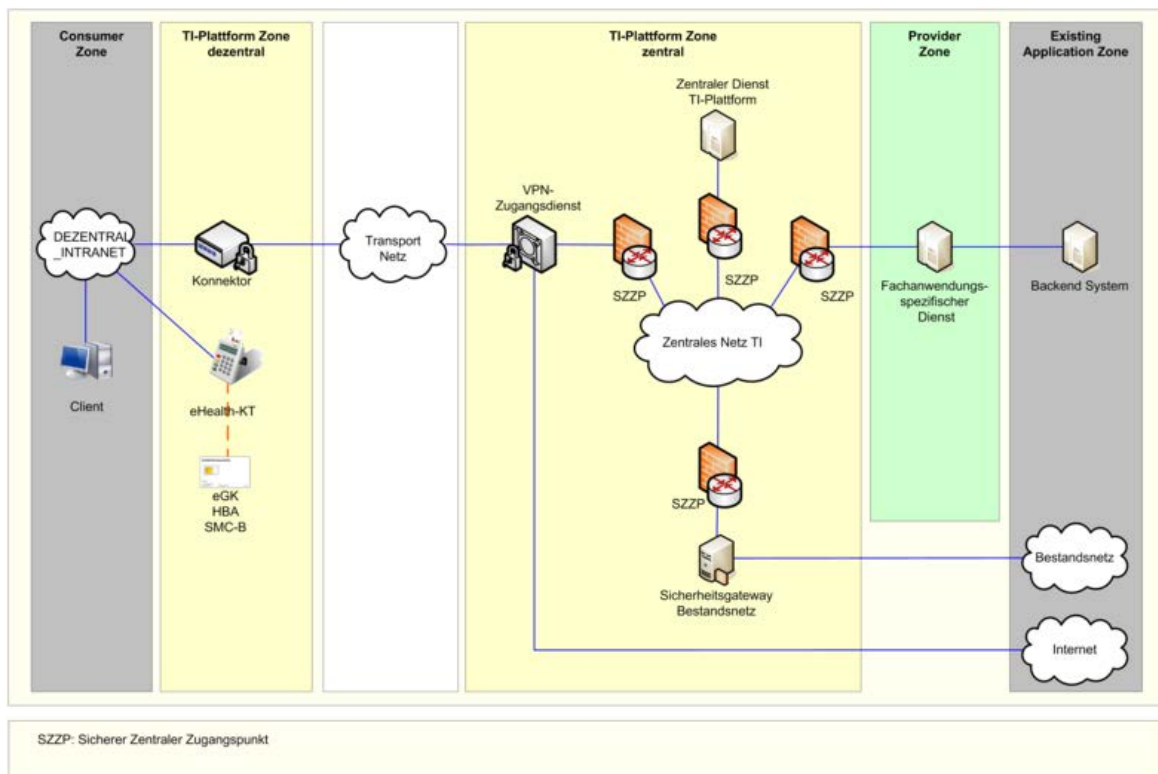 Consumer
Zone
TI-Plattform Zone
dezentral
TI-Plattform Zone
zentral
Provider
Zone
Existing
Application Zone
Zentraler Dienst
TI-Plattform
VPN-
Zugangsdienst
DEZENTRAL
_INTRANET
Konnektor
Transport
Netz
SZZP
SZZP
SZZP
Fachanwendungs-
spezifischer
Dienst
Backend System
Zentrales Netz TI
Client
eHealth-KT
eGK
HBA
SMC-B
SZZP
Sicherheitsgateway
Bestandsnetz
Bestandsnetz
Internet
SZZP: Sicherer Zentraler Zugangspunkt